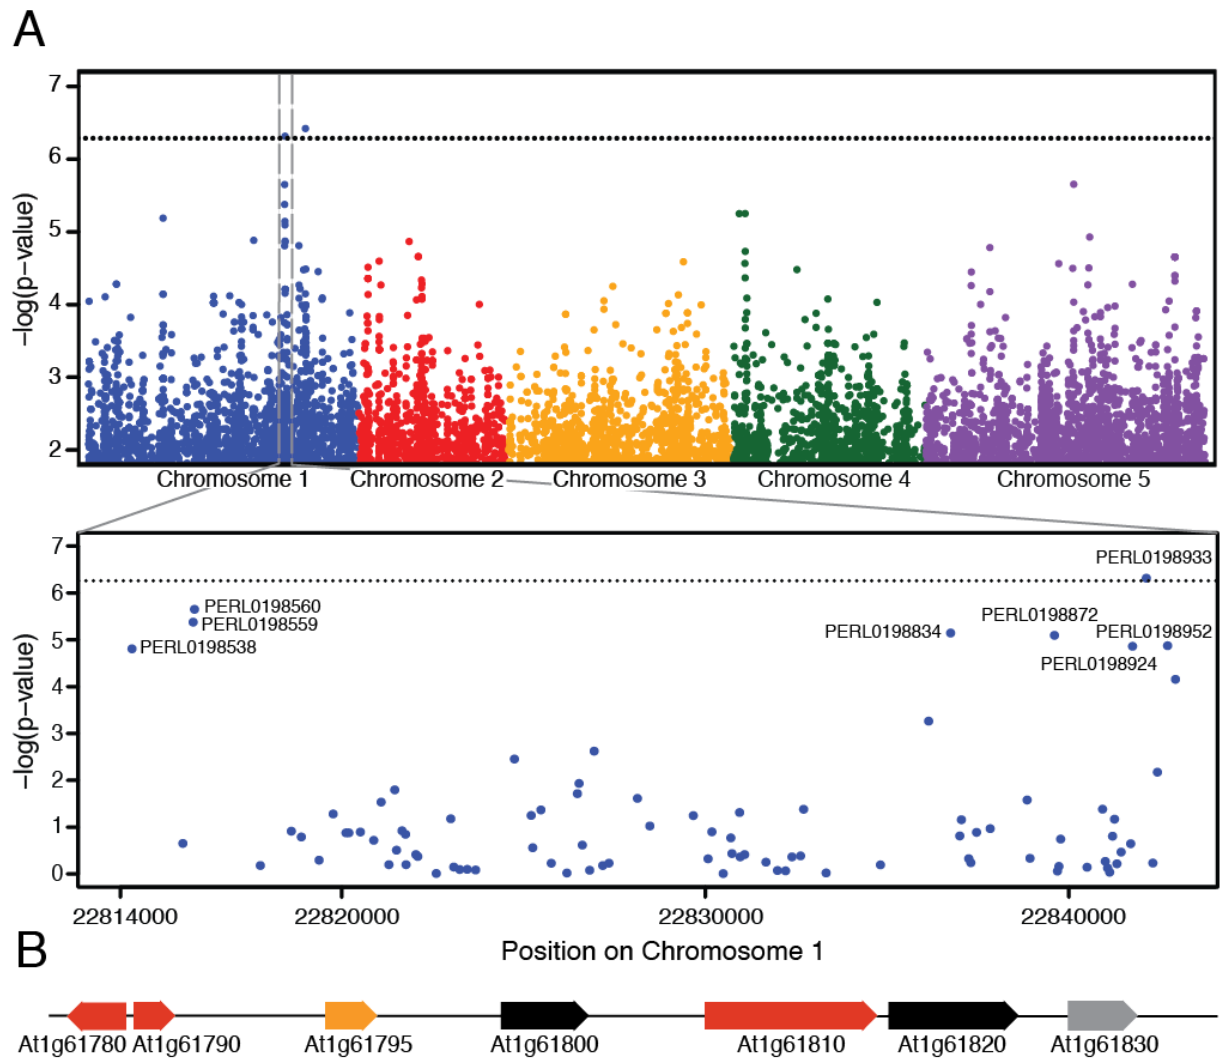 A
7
6
5
4
3
2
−log(p−value)
Chromosome 1 Chromosome 2 Chromosome 3 Chromosome 4 Chromosome 5
7
6
5
4
3
2
1
0
−log(p−value)
PERL0198933
PERL0198560
PERL0198559
PERL0198538
PERL0198834
PERL0198872
PERL0198952
PERL0198924
22814000 22820000 22830000 22840000
Position on Chromosome 1
B
At1g61780 At1g61790 At1g61795 At1g61800 At1g61810 At1g61820 At1g61830